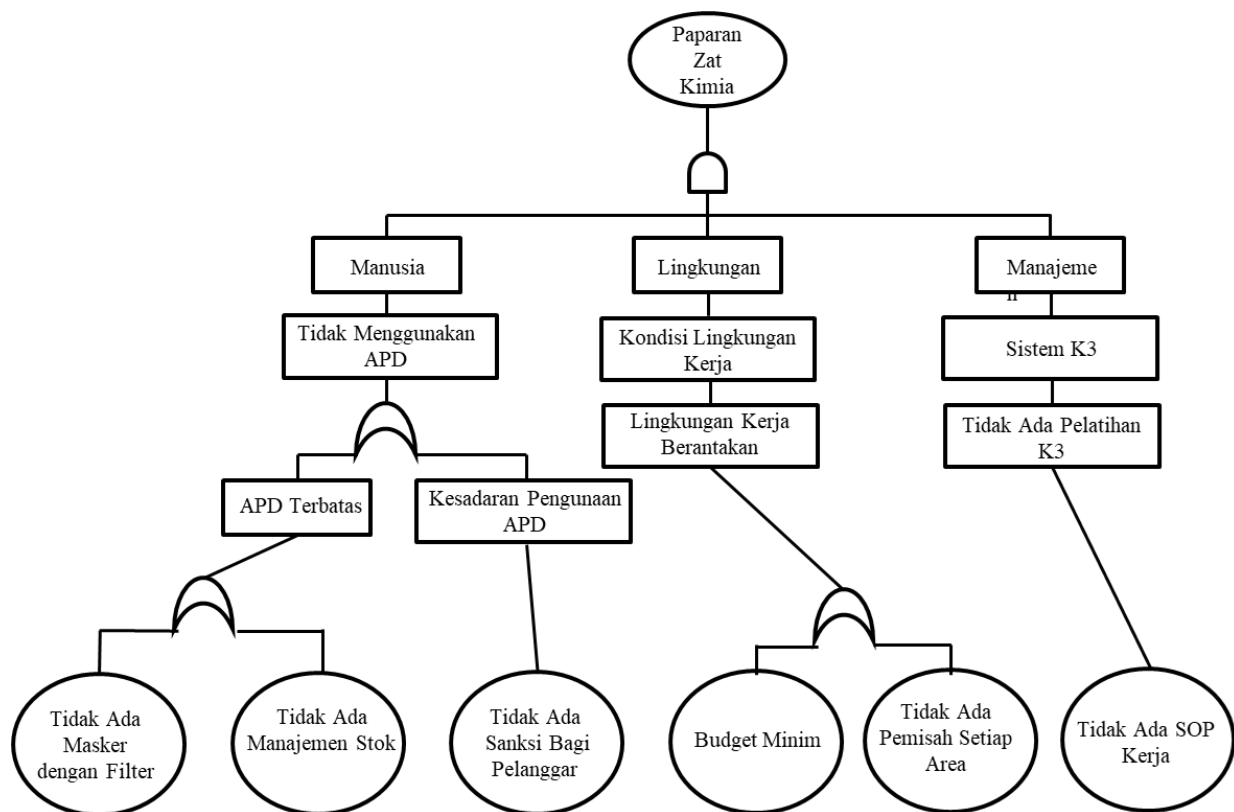 Paparan
Zat
Kimia
Manusia
Lingkungan
Manajeme
n
Tidak Menggunakan
APD
Kondisi Lingkungan
Kerja
Sistem K3
Lingkungan Kerja
Berantakan
Tidak Ada Pelatihan
K3
APD Terbatas
Kesadaran Pengunaan
APD
Tidak Ada
Masker
dengan Filter
Tidak Ada
Manajemen Stok
Tidak Ada
Sanksi Bagi
Pelanggar
Budget Minim
Tidak Ada
Pemisah Setiap
Area
Tidak Ada SOP
Kerja